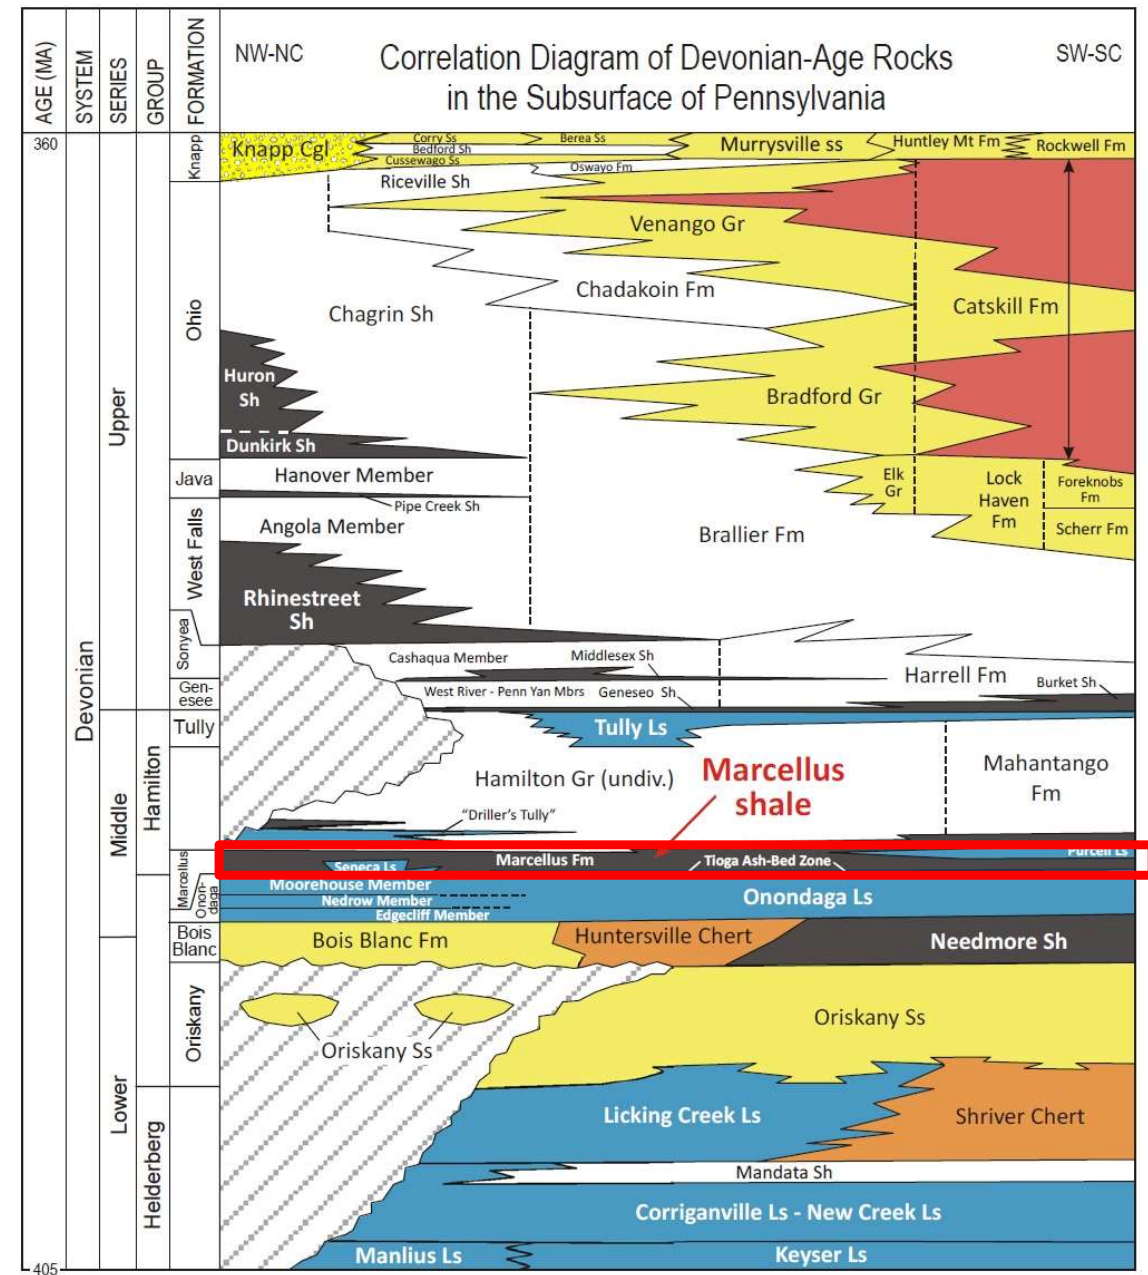 AGE (MA)
SYSTEM
SERIES
GROUP
FORMATION
NW-NC
Correlation Diagram of Devonian-Age Rocks
in the Subsurface of Pennsylvania
SW-SC
360
405
Devonian
Upper
Middle
Lower
Hamilton
Helderberg
Knapp
Ohio
Java
West Falls
Sonyea
Gen-
esee
Tully
Marcellus
Onon-
daga
Bois
Blanc
Oriskany
Knapp Cgl
Corry Ss
Bedford Sh
Cussewago Ss
Berea Ss
Murrysville ss
Huntley Mt Fm
Rockwell Fm
Riceville Sh
Oswayo Fm
Venango Gr
Chadakoin Fm
Chagrin Sh
Catskill Fm
Huron
Sh
Bradford Gr
Dunkirk Sh
Hanover Member
Pipe Creek Sh
Angola Member
Elk
Gr
Lock
Haven
Fm
Foreknobs
Fm
Scherr Fm
Brallier Fm
Rhinestreet
Sh
Cashaqua Member
Middlesex Sh
Harrell Fm
West River - Penn Yan Mbrs
Geneseo Sh
Burket Sh
Tully Ls
Hamilton Gr (undiv.)
Marcellus
shale
Mahantango
Fm
"Driller's Tully"
Marcellus Fm
Tioga Ash-Bed Zone
Purcell Ls
Seneca Ls
Moorehouse Member
Nedrow Member
Edgecliff Member
Onondaga Ls
Bois Blanc Fm
Huntersville Chert
Needmore Sh
Oriskany Ss
Oriskany Ss
Licking Creek Ls
Shriver Chert
Mandata Sh
Corriganville Ls - New Creek Ls
Manlius Ls
Keyser Ls